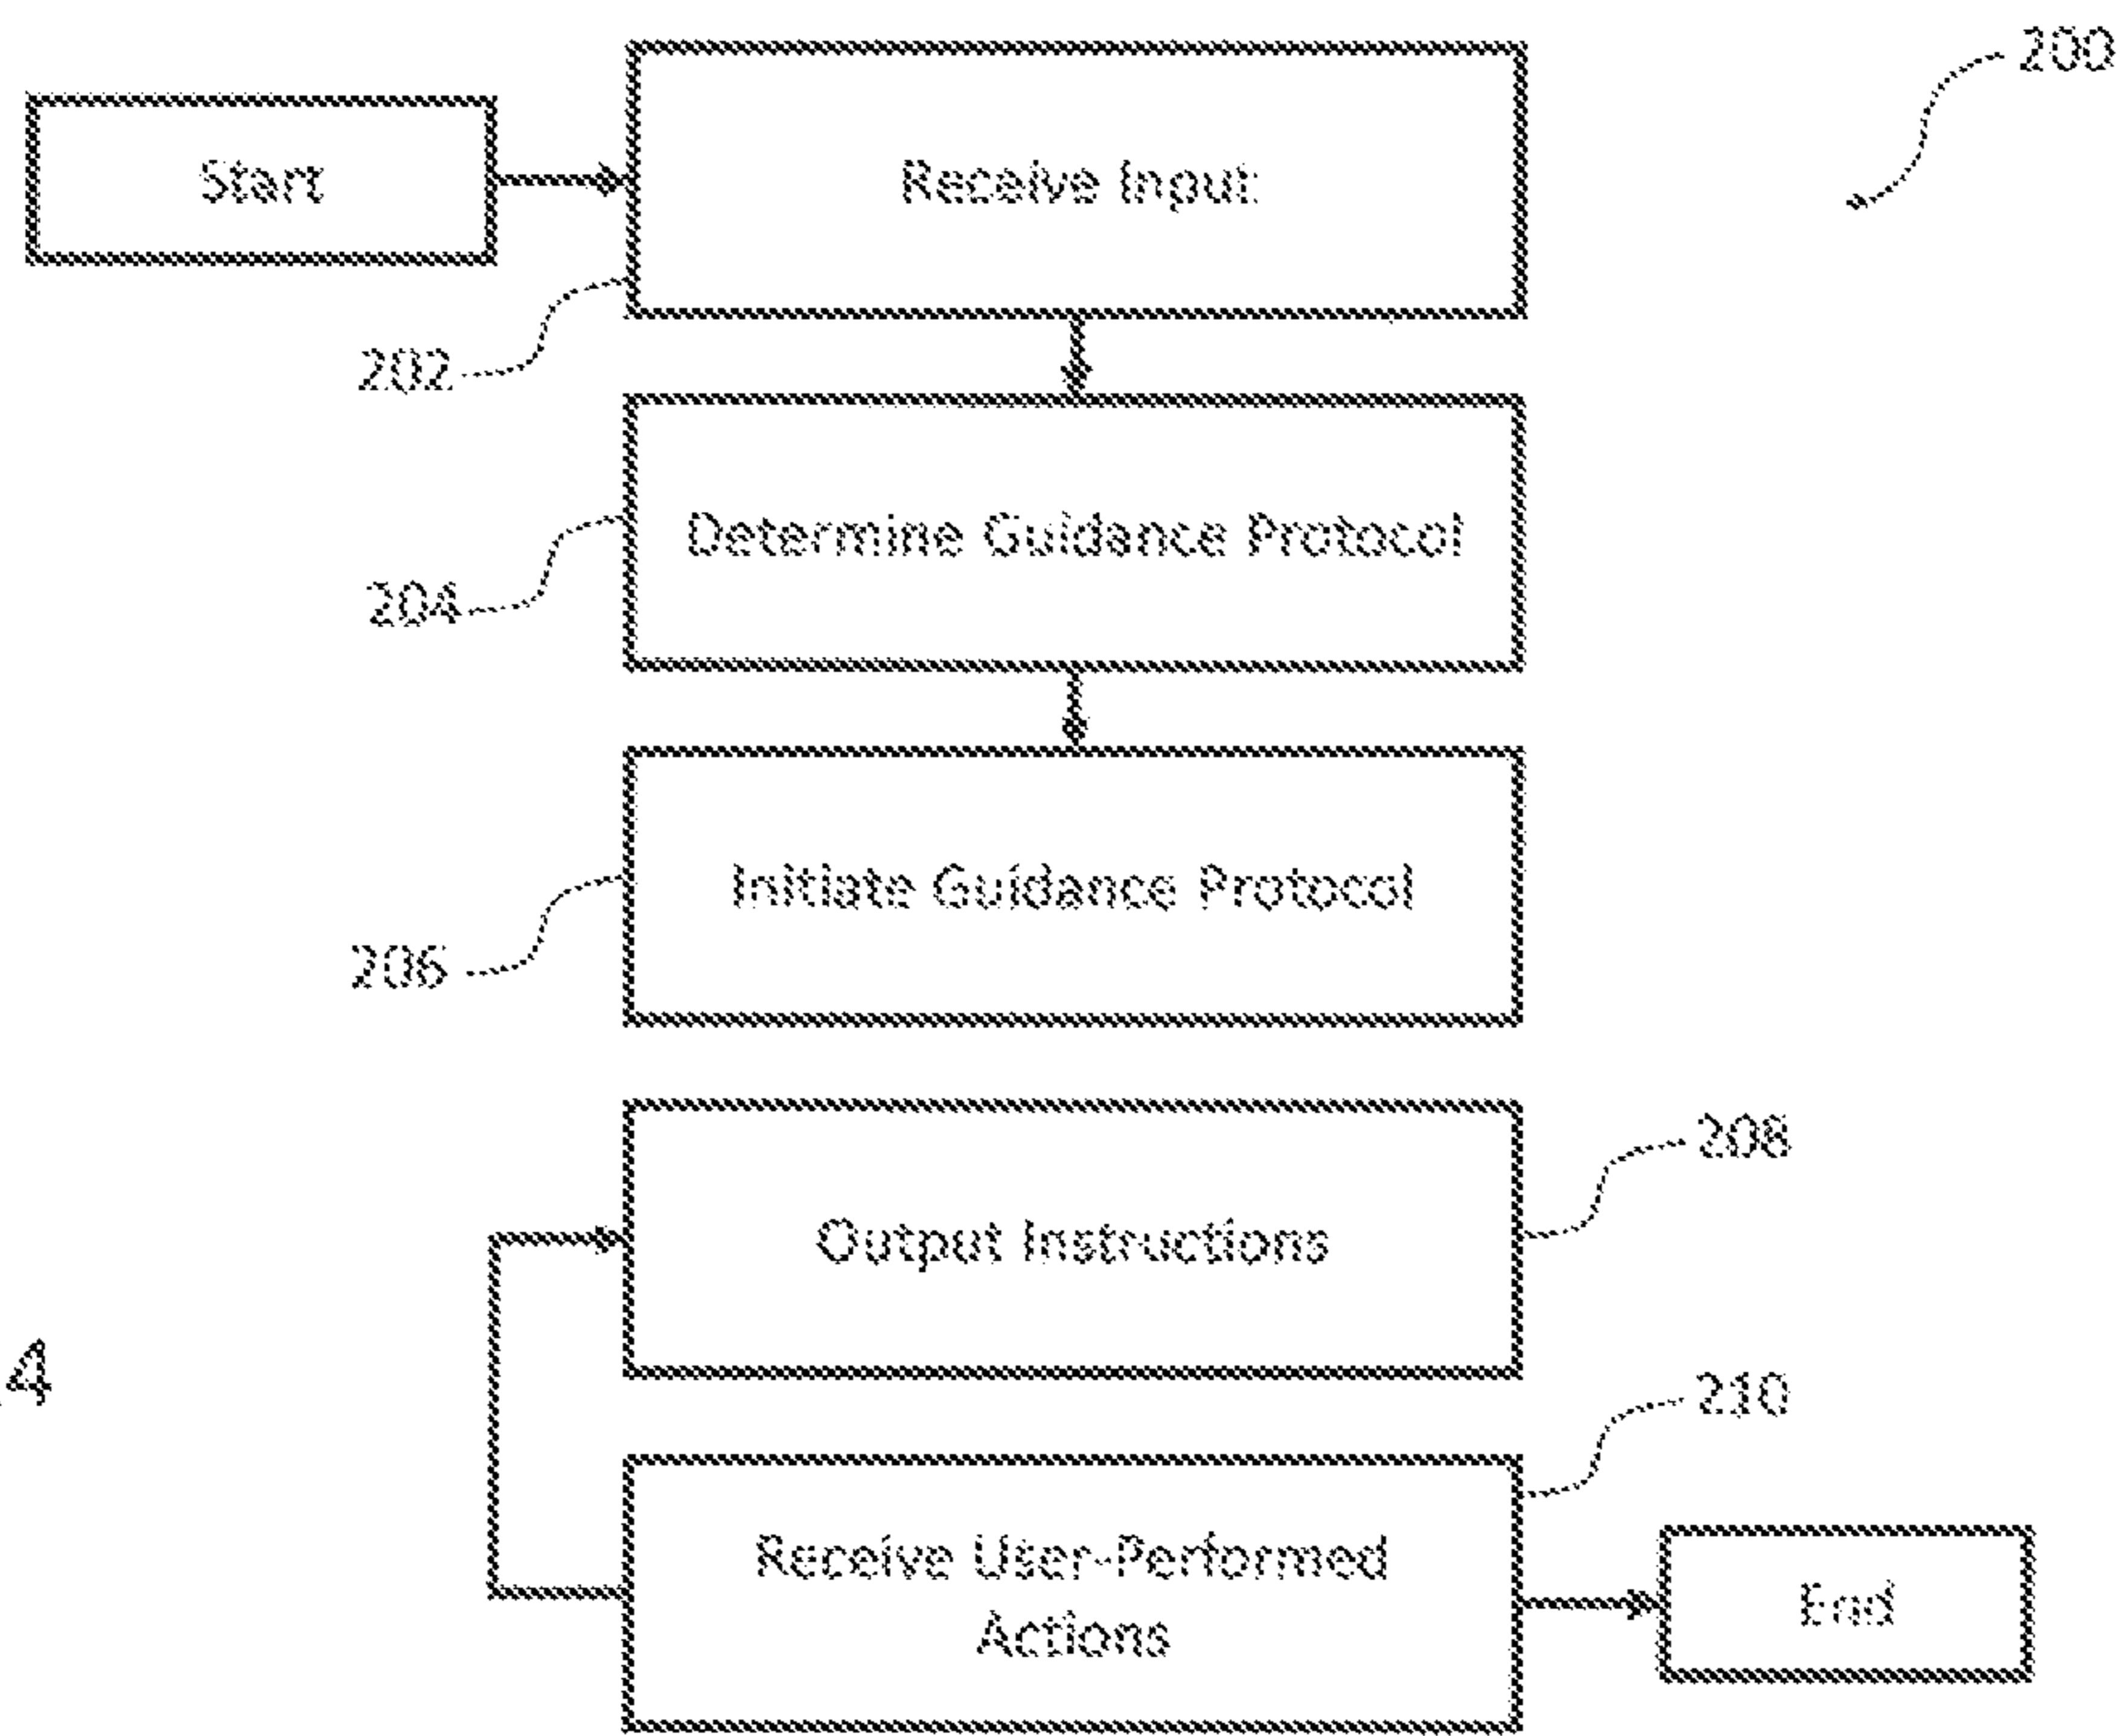 200
Start
Receive Input
202
Determine Guidance Protocol
204
Initiate Guidance Protocol
206
Output Instructions
208
4
210
Receive User-Performed
Actions
End